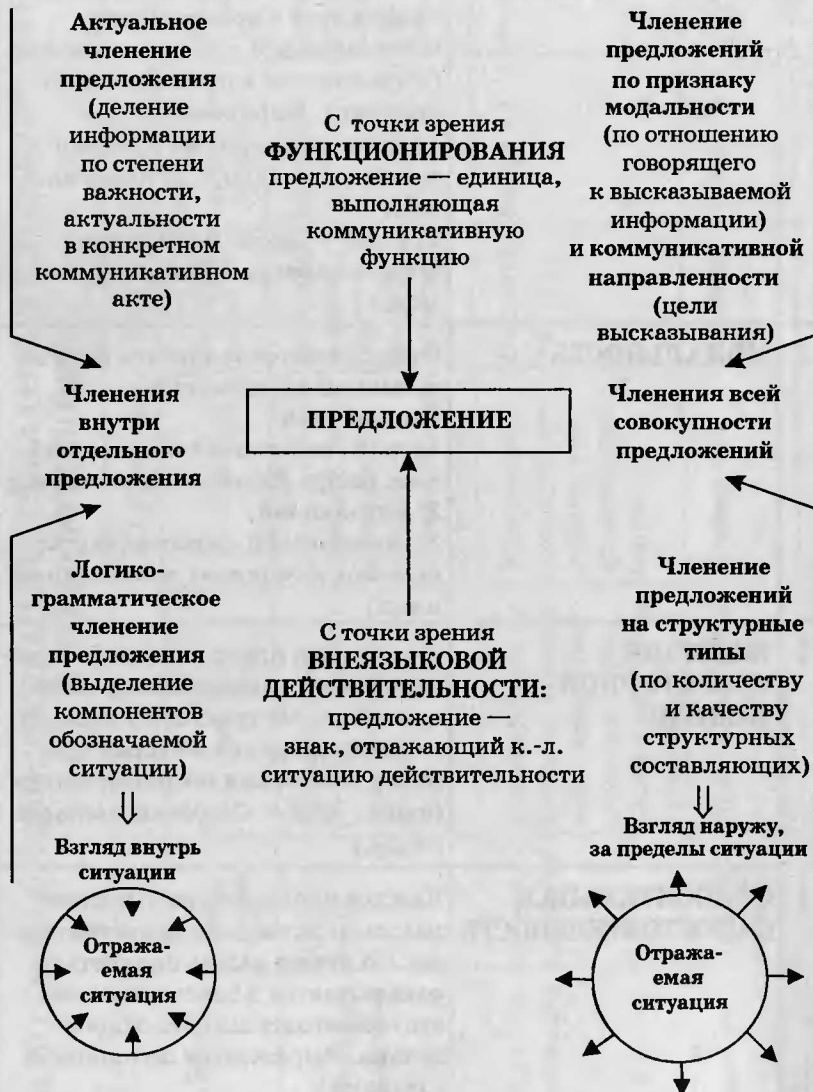 Актуальное
членение
предложения
(деление
информации
по степени
важности,
актуальности
в конкретном
коммуникативном
акте)
С точки зрения
ФУНКЦИОНИРОВАНИЯ
предложение — единица,
выполняющая
коммуникативную
функцию
Членение
предложений
по признаку
модальности
(по отношению
говорящего
к высказываемой
информации)
и коммуникативной
направленности
(цели
высказывания)
Членения
внутри
отдельного
предложения
ПРЕДЛОЖЕНИЕ
Членения всей
совокупности
предложений
Логико-
грамматическое
членение
предложения
(выделение
компонентов
обозначаемой
ситуации)
С точки зрения
ВНЕЯЗЫКОВОЙ
ДЕЙСТВИТЕЛЬНОСТИ:
предложение —
знак, отражающий к.-л.
ситуацию действительности
Членение
предложений
на структурные
типы
(по количеству
и качеству
структурных
составляющих)
Взгляд внутрь
ситуации
Отража-
емая
ситуация
Взгляд наружу,
за пределы ситуации
Отража-
емая
ситуация